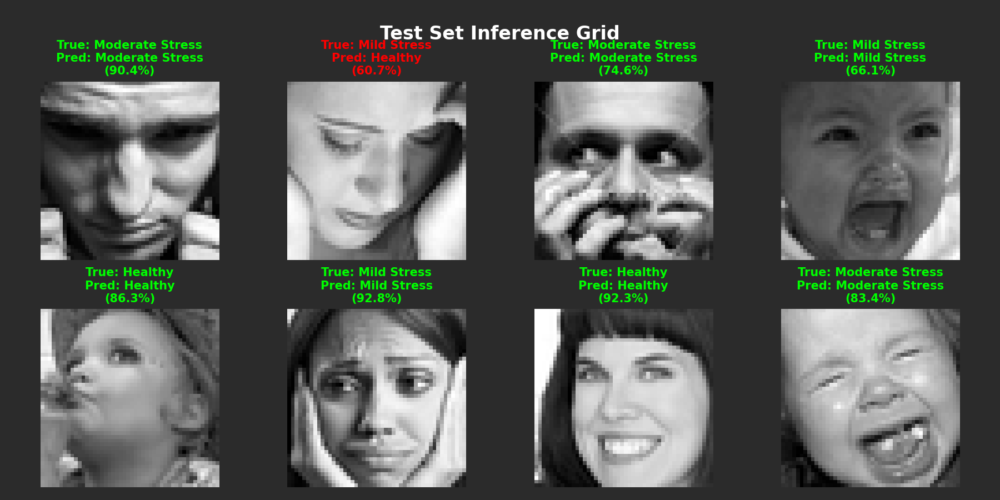 Test Set Inference Grid
True: Moderate Stress
Pred: Moderate Stress
(90.4%)
True: Mild Stress
Pred: Healthy
(60.7%)
True: Moderate Stress
Pred: Moderate Stress
(74.6%)
True: Mild Stress
Pred: Mild Stress
(66.1%)
True: Healthy
Pred: Healthy
(86.3%)
True: Mild Stress
Pred: Mild Stress
(92.8%)
True: Healthy
Pred: Healthy
(92.3%)
True: Moderate Stress
Pred: Moderate Stress
(83.4%)